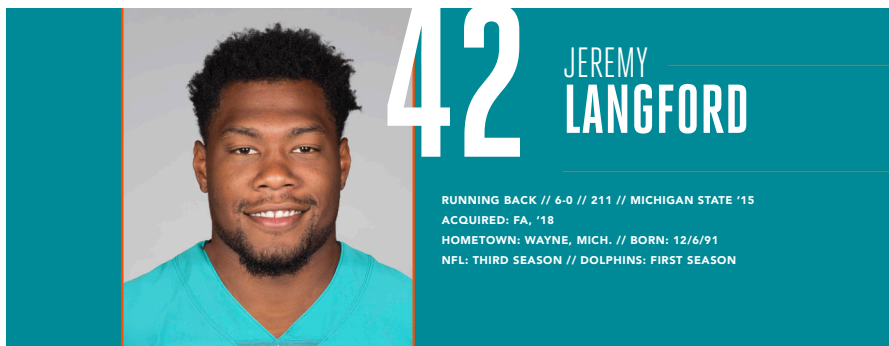 42
JEREMY
LANGFORD
RUNNING BACK // 6-0 // 211 // MICHIGAN STATE ‘15
ACQUIRED: FA, ‘18
HOMETOWN: WAYNE, MICH. // BORN: 12/6/91
NFL: THIRD SEASON // DOLPHINS: FIRST SEASON